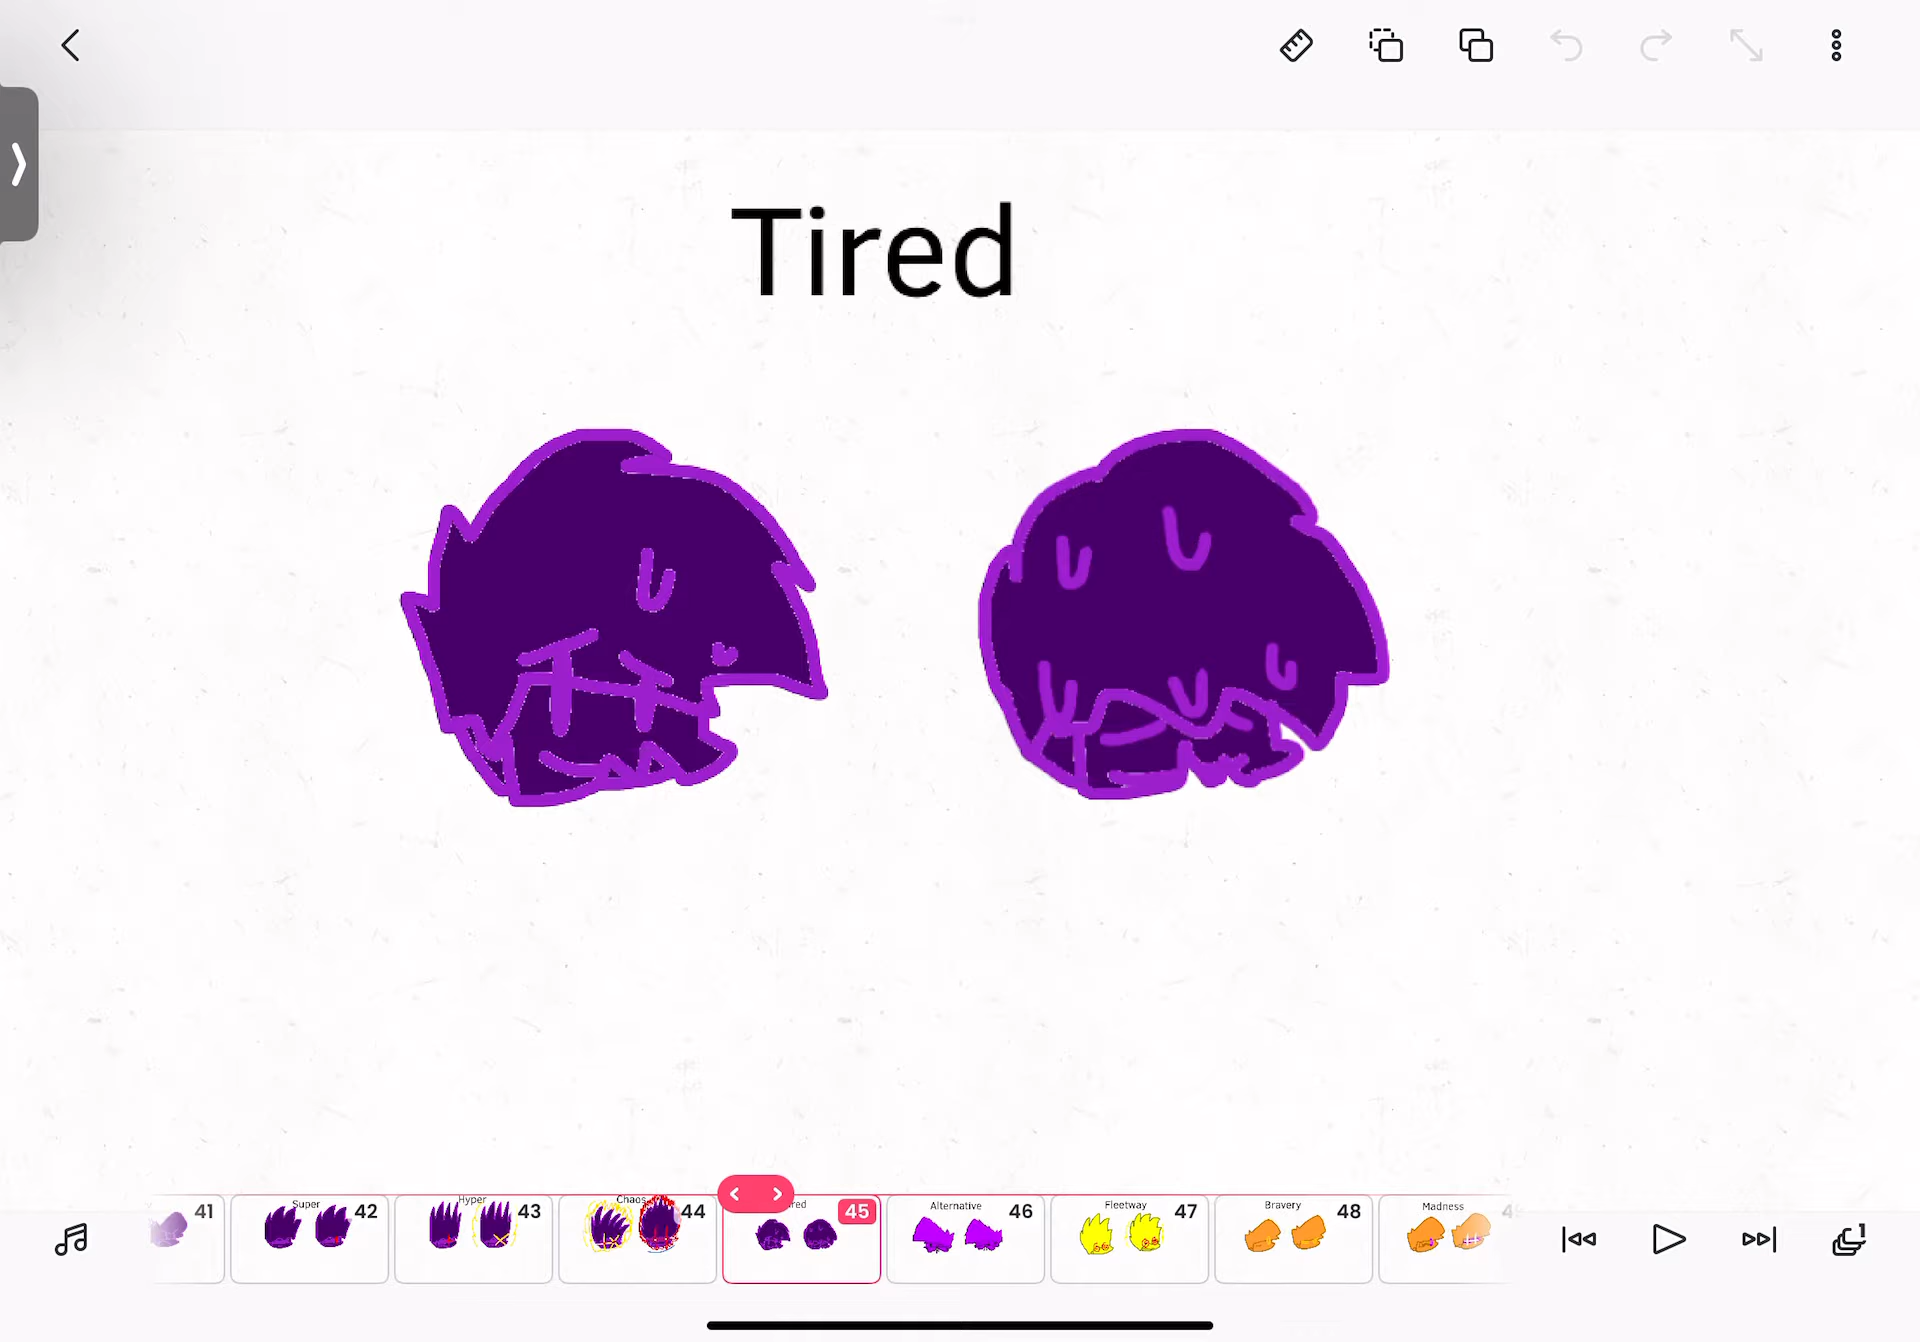 Tired
41
Super
42
Hyper
43
Chaos
44
45
Alternative
46
Fleetway
47
Bravery
48
Madness